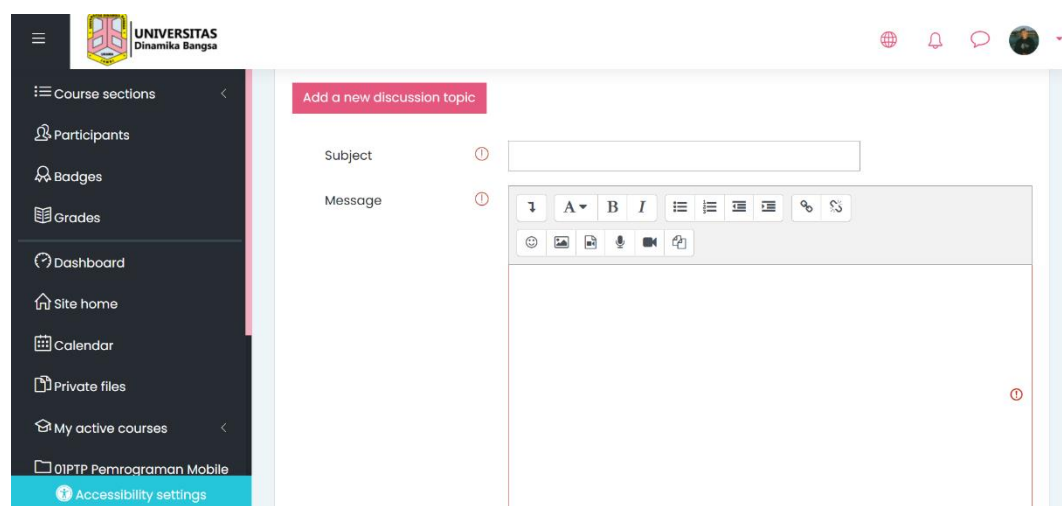 UNIVERSITAS
Dinamika Bangsa
Course sections
Participants
Badges
Grades
Dashboard
Site home
Calendar
Private files
My active courses
01PTP Pemrograman Mobile
Accessibility settings
Add a new discussion topic
Subject
Message
A B I